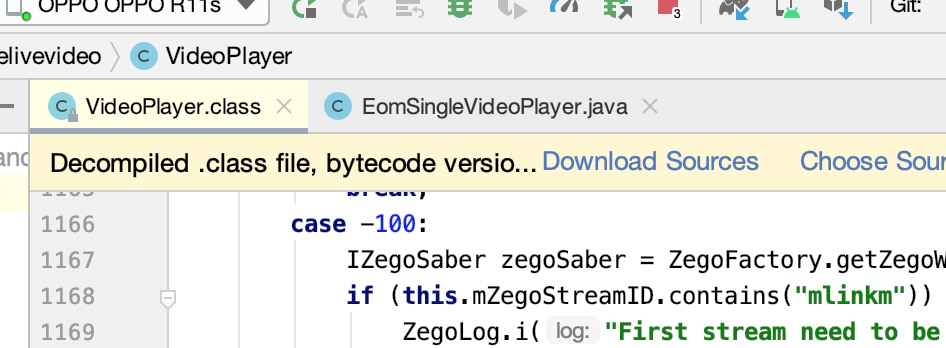 OPPO OPPO R11s 3 Git:
elivevideo C VideoPlayer
C VideoPlayer.class C EomSingleVideoPlayer.java
Decompiled .class file, bytecode versio... Download Sources Choose Sour
1165 break;
1166 case -100:
1167 IZegoSaber zegoSaber = ZegoFactory.getZegoW
1168 if (this.mZegoStreamID.contains("mlinkm"))
1169 ZegoLog.i( log: "First stream need to be